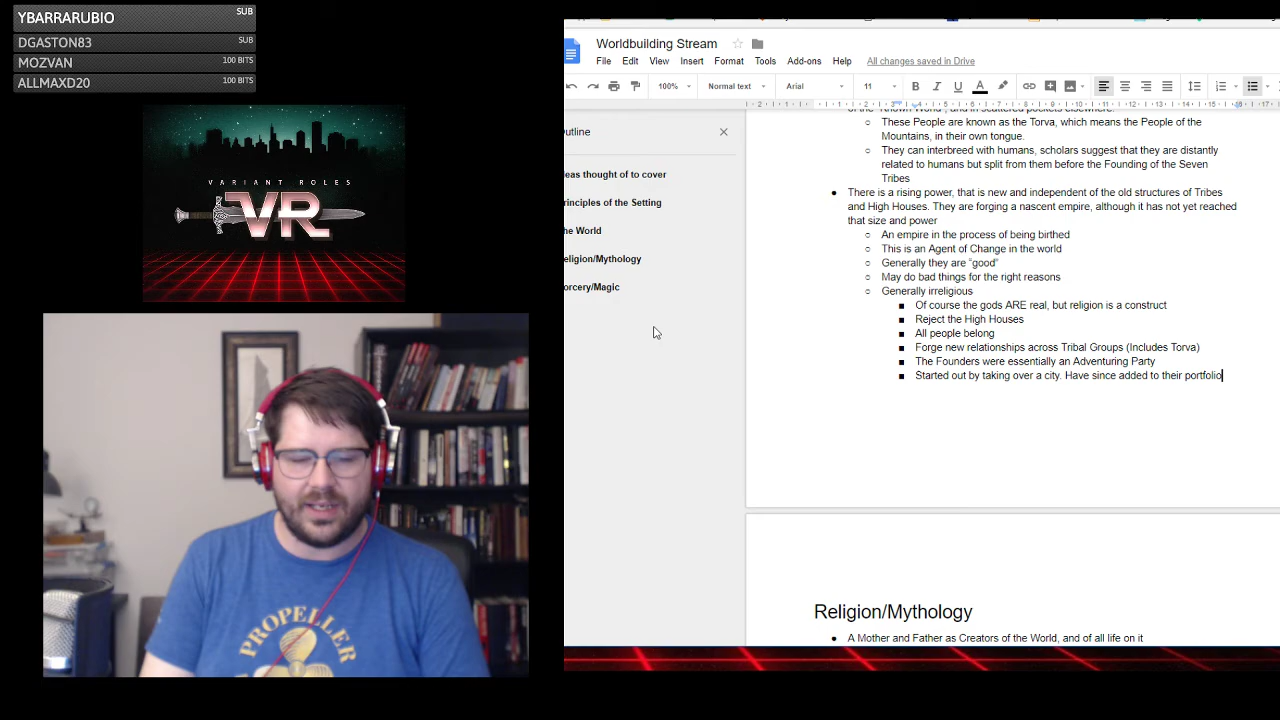 YBARRARUBIO SUB
DGASTON83 SUB
MOZVAN 100 BITS
ALLMAXD20 100 BITS
VARIANT ROLES
VR
PROPELLER
Worldbuilding Stream
File Edit View Insert Format Tools Add-ons Help All changes saved in Drive
100% Normal text Arial 11 B I U A
utline
eas thought of to cover
rinciples of the Setting
he World
eligion/Mythology
orcery/Magic
of the "Known World", and in scattered pockets elsewhere.
These People are known as the Torva, which means the People of the
Mountains, in their own tongue.
They can interbreed with humans, scholars suggest that they are distantly
related to humans but split from them before the Founding of the Seven
Tribes
There is a rising power, that is new and independent of the old structures of Tribes
and High Houses. They are forging a nascent empire, although it has not yet reached
that size and power
An empire in the process of being birthed
This is an Agent of Change in the world
Generally they are "good"
May do bad things for the right reasons
Generally irreligious
Of course the gods ARE real, but religion is a construct
Reject the High Houses
All people belong
Forge new relationships across Tribal Groups (Includes Torva)
The Founders were essentially an Adventuring Party
Started out by taking over a city. Have since added to their portfolio
Religion/Mythology
A Mother and Father as Creators of the World, and of all life on it